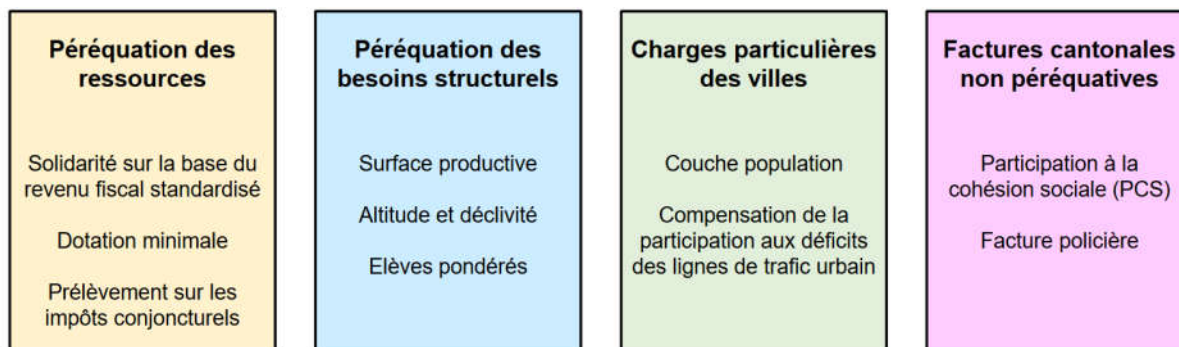 Péréquation des
ressources
Solidarité sur la base du
revenu fiscal standardisé
Dotation minimale
Prélèvement sur les
impôts conjoncturels
Péréquation des
besoins structurels
Surface productive
Altitude et déclivité
Elèves pondérés
Charges particulières
des villes
Couche population
Compensation de la
participation aux déficits
des lignes de trafic urbain
Factures cantonales
non péréquatives
Participation à la
cohésion sociale (PCS)
Facture policière